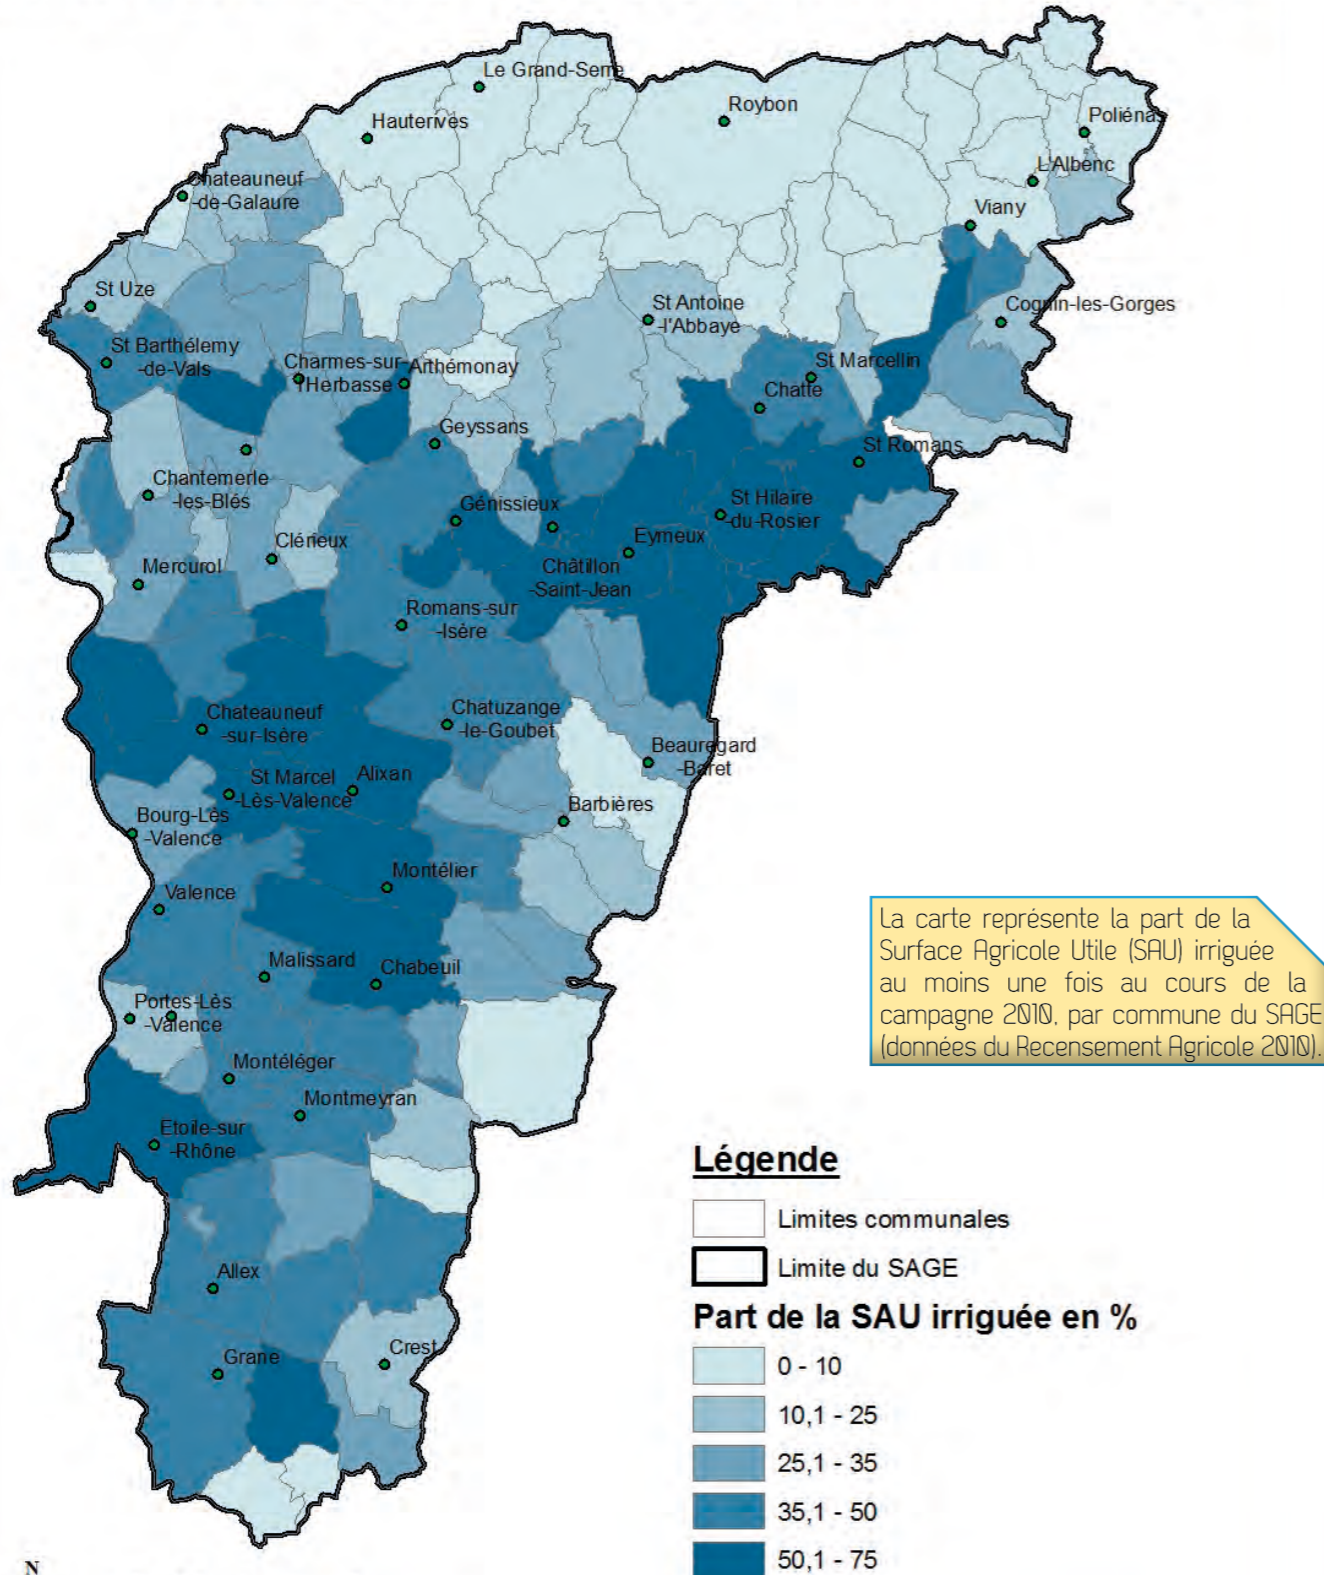 Le Grand-Serre
Roybon
Hauterives
Poliénas
L'Albenc
Chateauneuf
-de-Galaure
Viany
St Uze
St Antoine
-l'Abbaye
Cognin-les-Gorges
St Barthélemy
-de-Vals
Charmes-sur-
l'Herbasse
Arthémonay
St Marcellin
Chatte
Geyssans
St Romans
Chantemerle
-les-Blés
Génissieux
St Hilaire
-du-Rosier
Clérieux
Eymeux
Mercurol
Châtillon
-Saint-Jean
Romans-sur
-Isère
Chateauneuf
-sur-Isère
Chatuzange
-le-Goubet
Beauregard
-Baret
St Marcel
-Lès-Valence
Alixan
Bourg-Lès
-Valence
Barbières
Montélier
Valence
La carte représente la part de la
Surface Agricole Utile (SAU) irriguée
au moins une fois au cours de la
campagne 2010, par commune du SAGE
(données du Recensement Agricole 2010).
Malissard
Chabeuil
Portes-Lès
-Valence
Montéléger
Montmeyran
Etoile-sur
-Rhône
Légende
Limites communales
Limite du SAGE
Allex
Part de la SAU irriguée en %
Crest
Grane
0 - 10
10,1 - 25
25,1 - 35
35,1 - 50
50,1 - 75
N